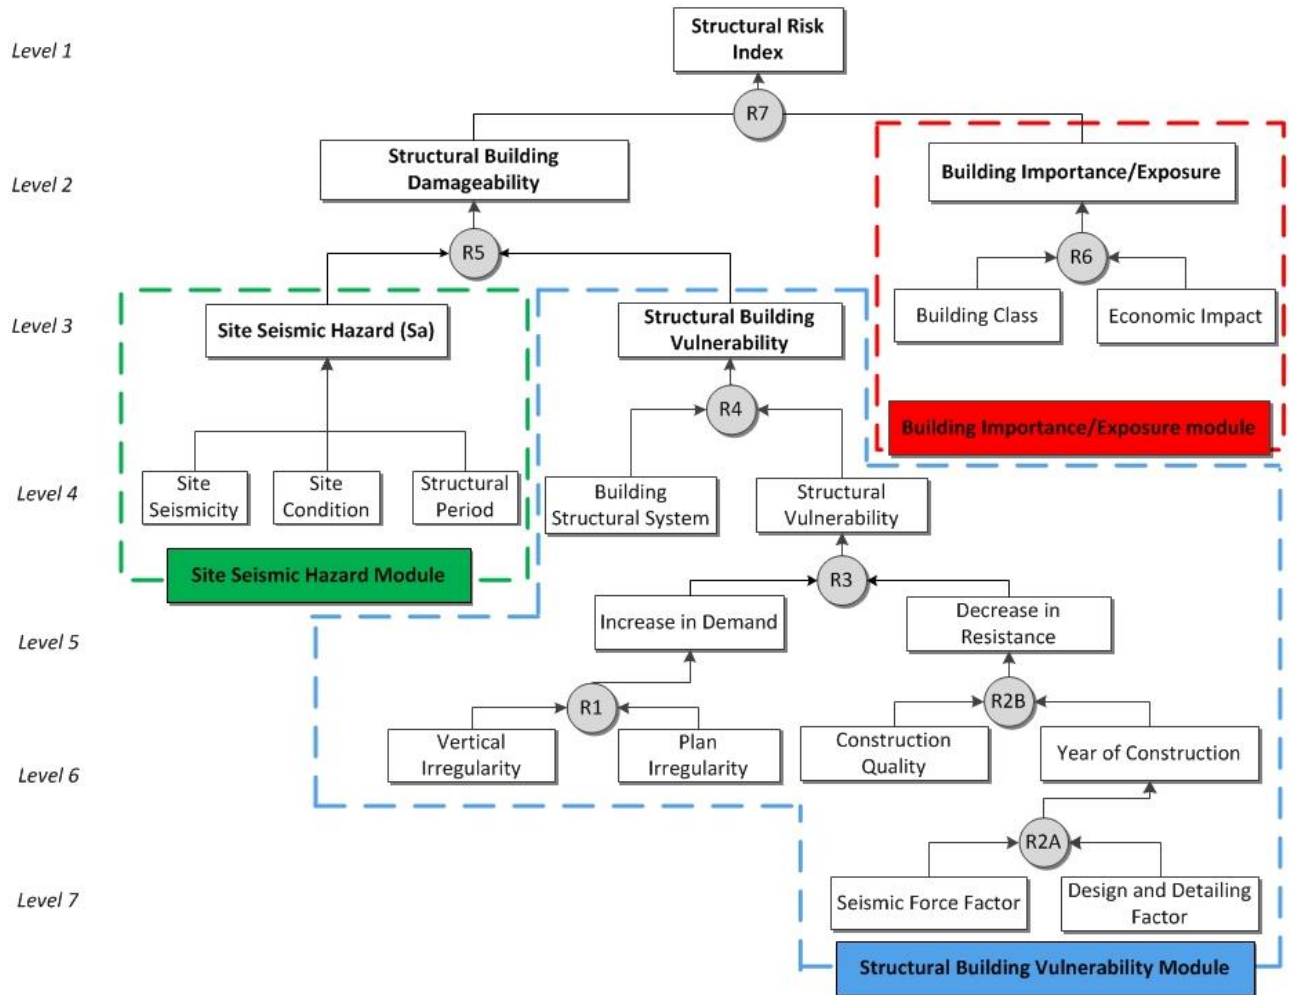 Level 1
Structural Risk
Index
R7
Level 2
Structural Building
Damageability
Building Importance/Exposure
R5
R6
Level 3
Site Seismic Hazard (Sa)
Structural Building
Vulnerability
Building Class
Economic Impact
R4
Building Importance/Exposure module
Level 4
Site
Seismicity
Site
Condition
Structural
Period
Building
Structural System
Structural
Vulnerability
Site Seismic Hazard Module
R3
Level 5
Increase in Demand
Decrease in
Resistance
R1
R2B
Level 6
Vertical
Irregularity
Plan
Irregularity
Construction
Quality
Year of Construction
R2A
Level 7
Seismic Force Factor
Design and Detailing
Factor
Structural Building Vulnerability Module